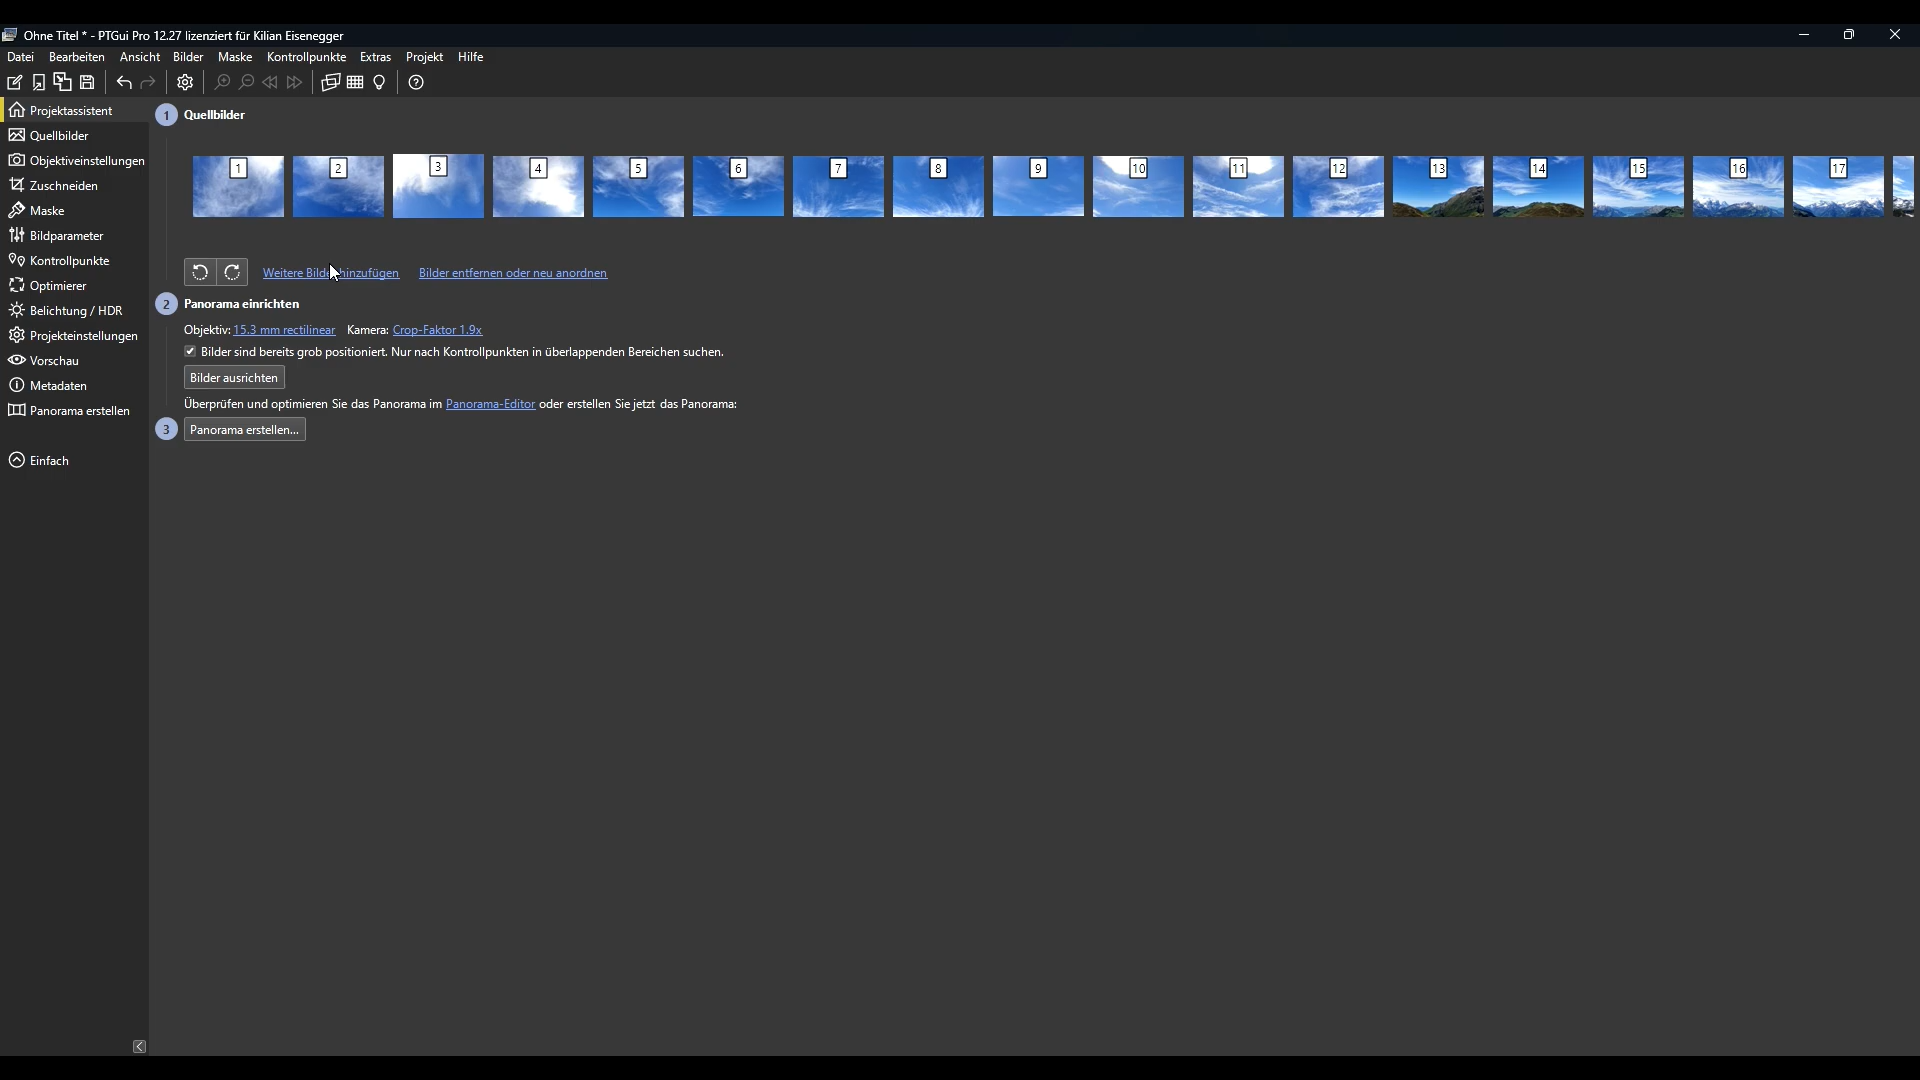 Ohne Titel * - PTGui Pro 12.27 lizenziert für Kilian Eisenegger
Datei Bearbeiten Ansicht Bilder Maske Kontrollpunkte Extras Projekt Hilfe
Projektassistent
Quellbilder
Objektiveinstellungen
Zuschneiden
Maske
Bildparameter
Kontrollpunkte
Optimierer
Belichtung / HDR
Projekteinstellungen
Vorschau
Metadaten
Panorama erstellen
Einfach
1 Quellbilder
1 2 3 4 5 6 7 8 9 10 11 12 13 14 15 16 17
Weitere Bilder hinzufügen Bilder entfernen oder neu anordnen
2 Panorama einrichten
Objektiv: 15.3 mm rectilinear Kamera: Crop-Faktor 1.9x
Bilder sind bereits grob positioniert. Nur nach Kontrollpunkten in überlappenden Bereichen suchen.
Bilder ausrichten
Überprüfen und optimieren Sie das Panorama im Panorama-Editor oder erstellen Sie jetzt das Panorama:
3 Panorama erstellen...